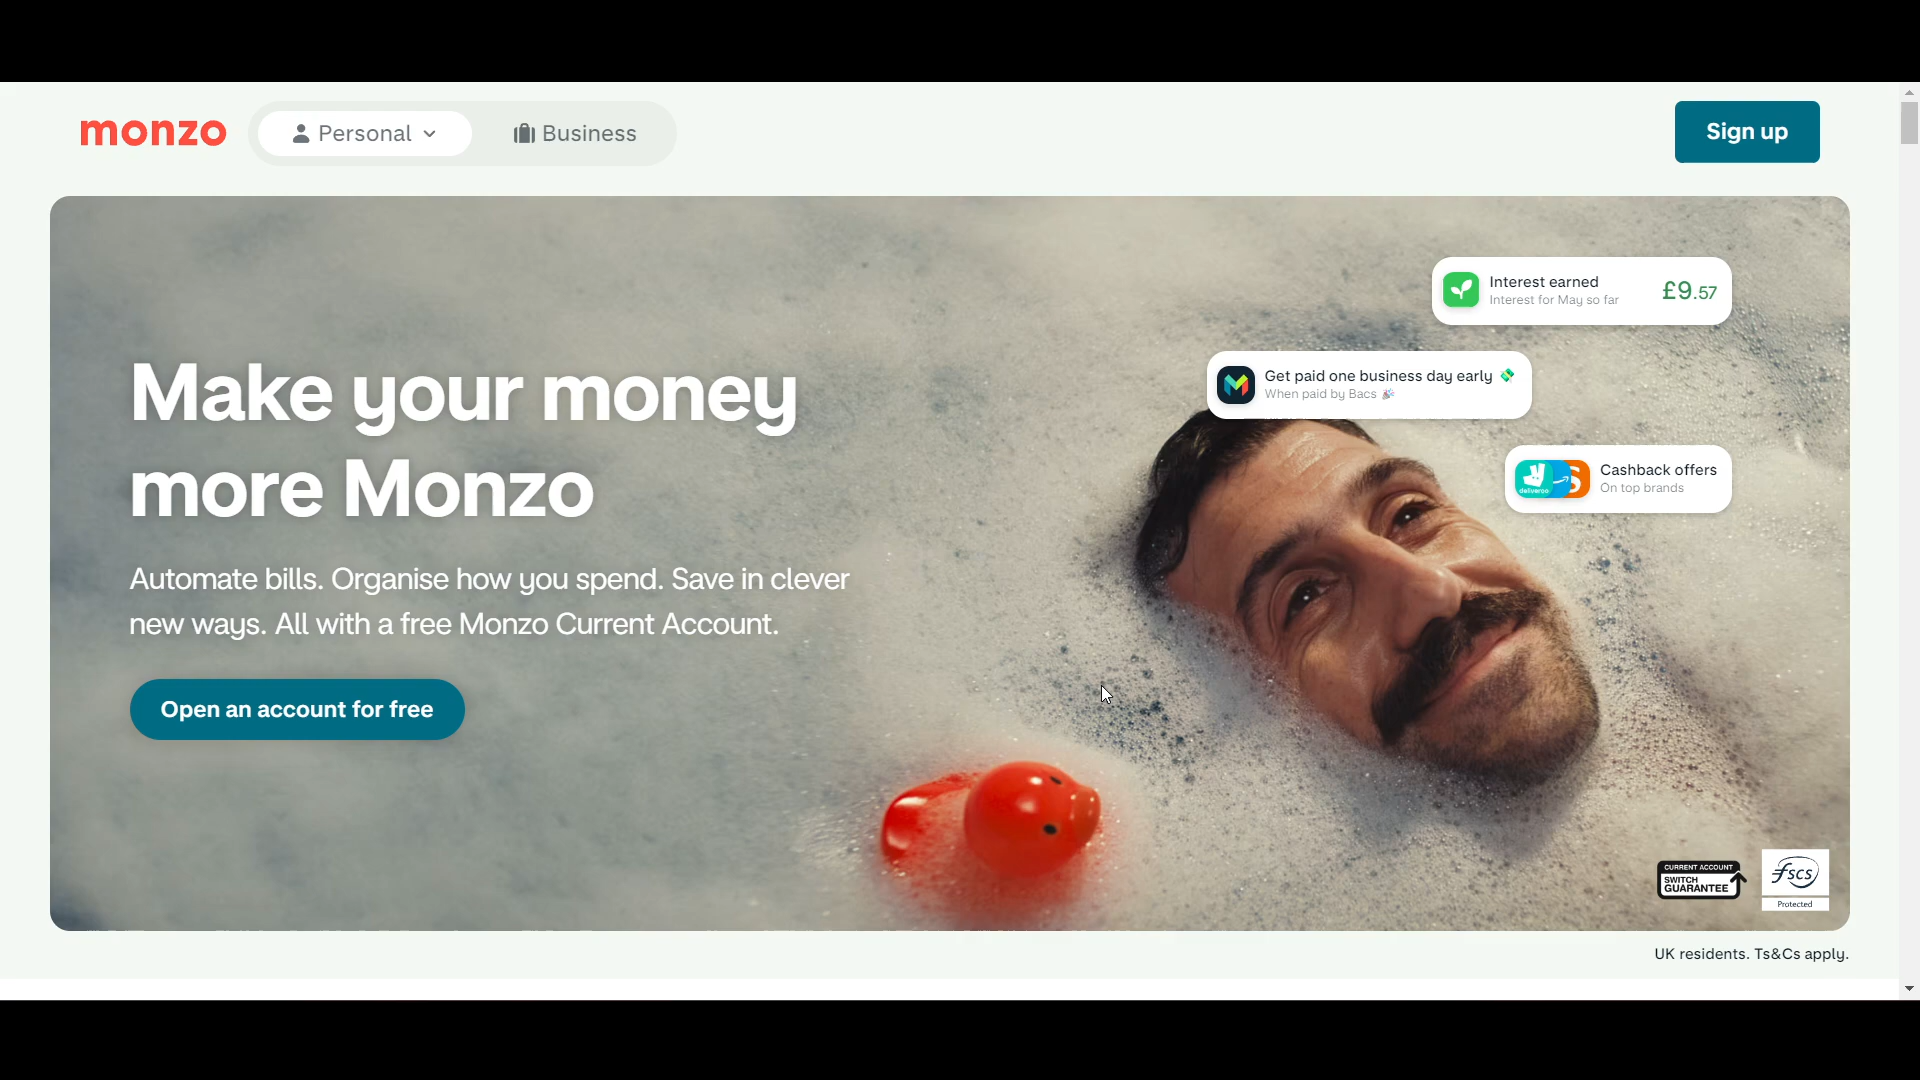 monzo
Personal
Business
Sign up
Make your money
more Monzo
Automate bills. Organise how you spend. Save in clever
new ways. All with a free Monzo Current Account.
Open an account for free
Interest earned
Interest for May so far
£9.57
Get paid one business day early 💸
When paid by Bacs 🎉
deliveroo
Cashback offers
On top brands
CURRENT ACCOUNT
SWITCH
GUARANTEE
fscs
Protected
UK residents. Ts&Cs apply.